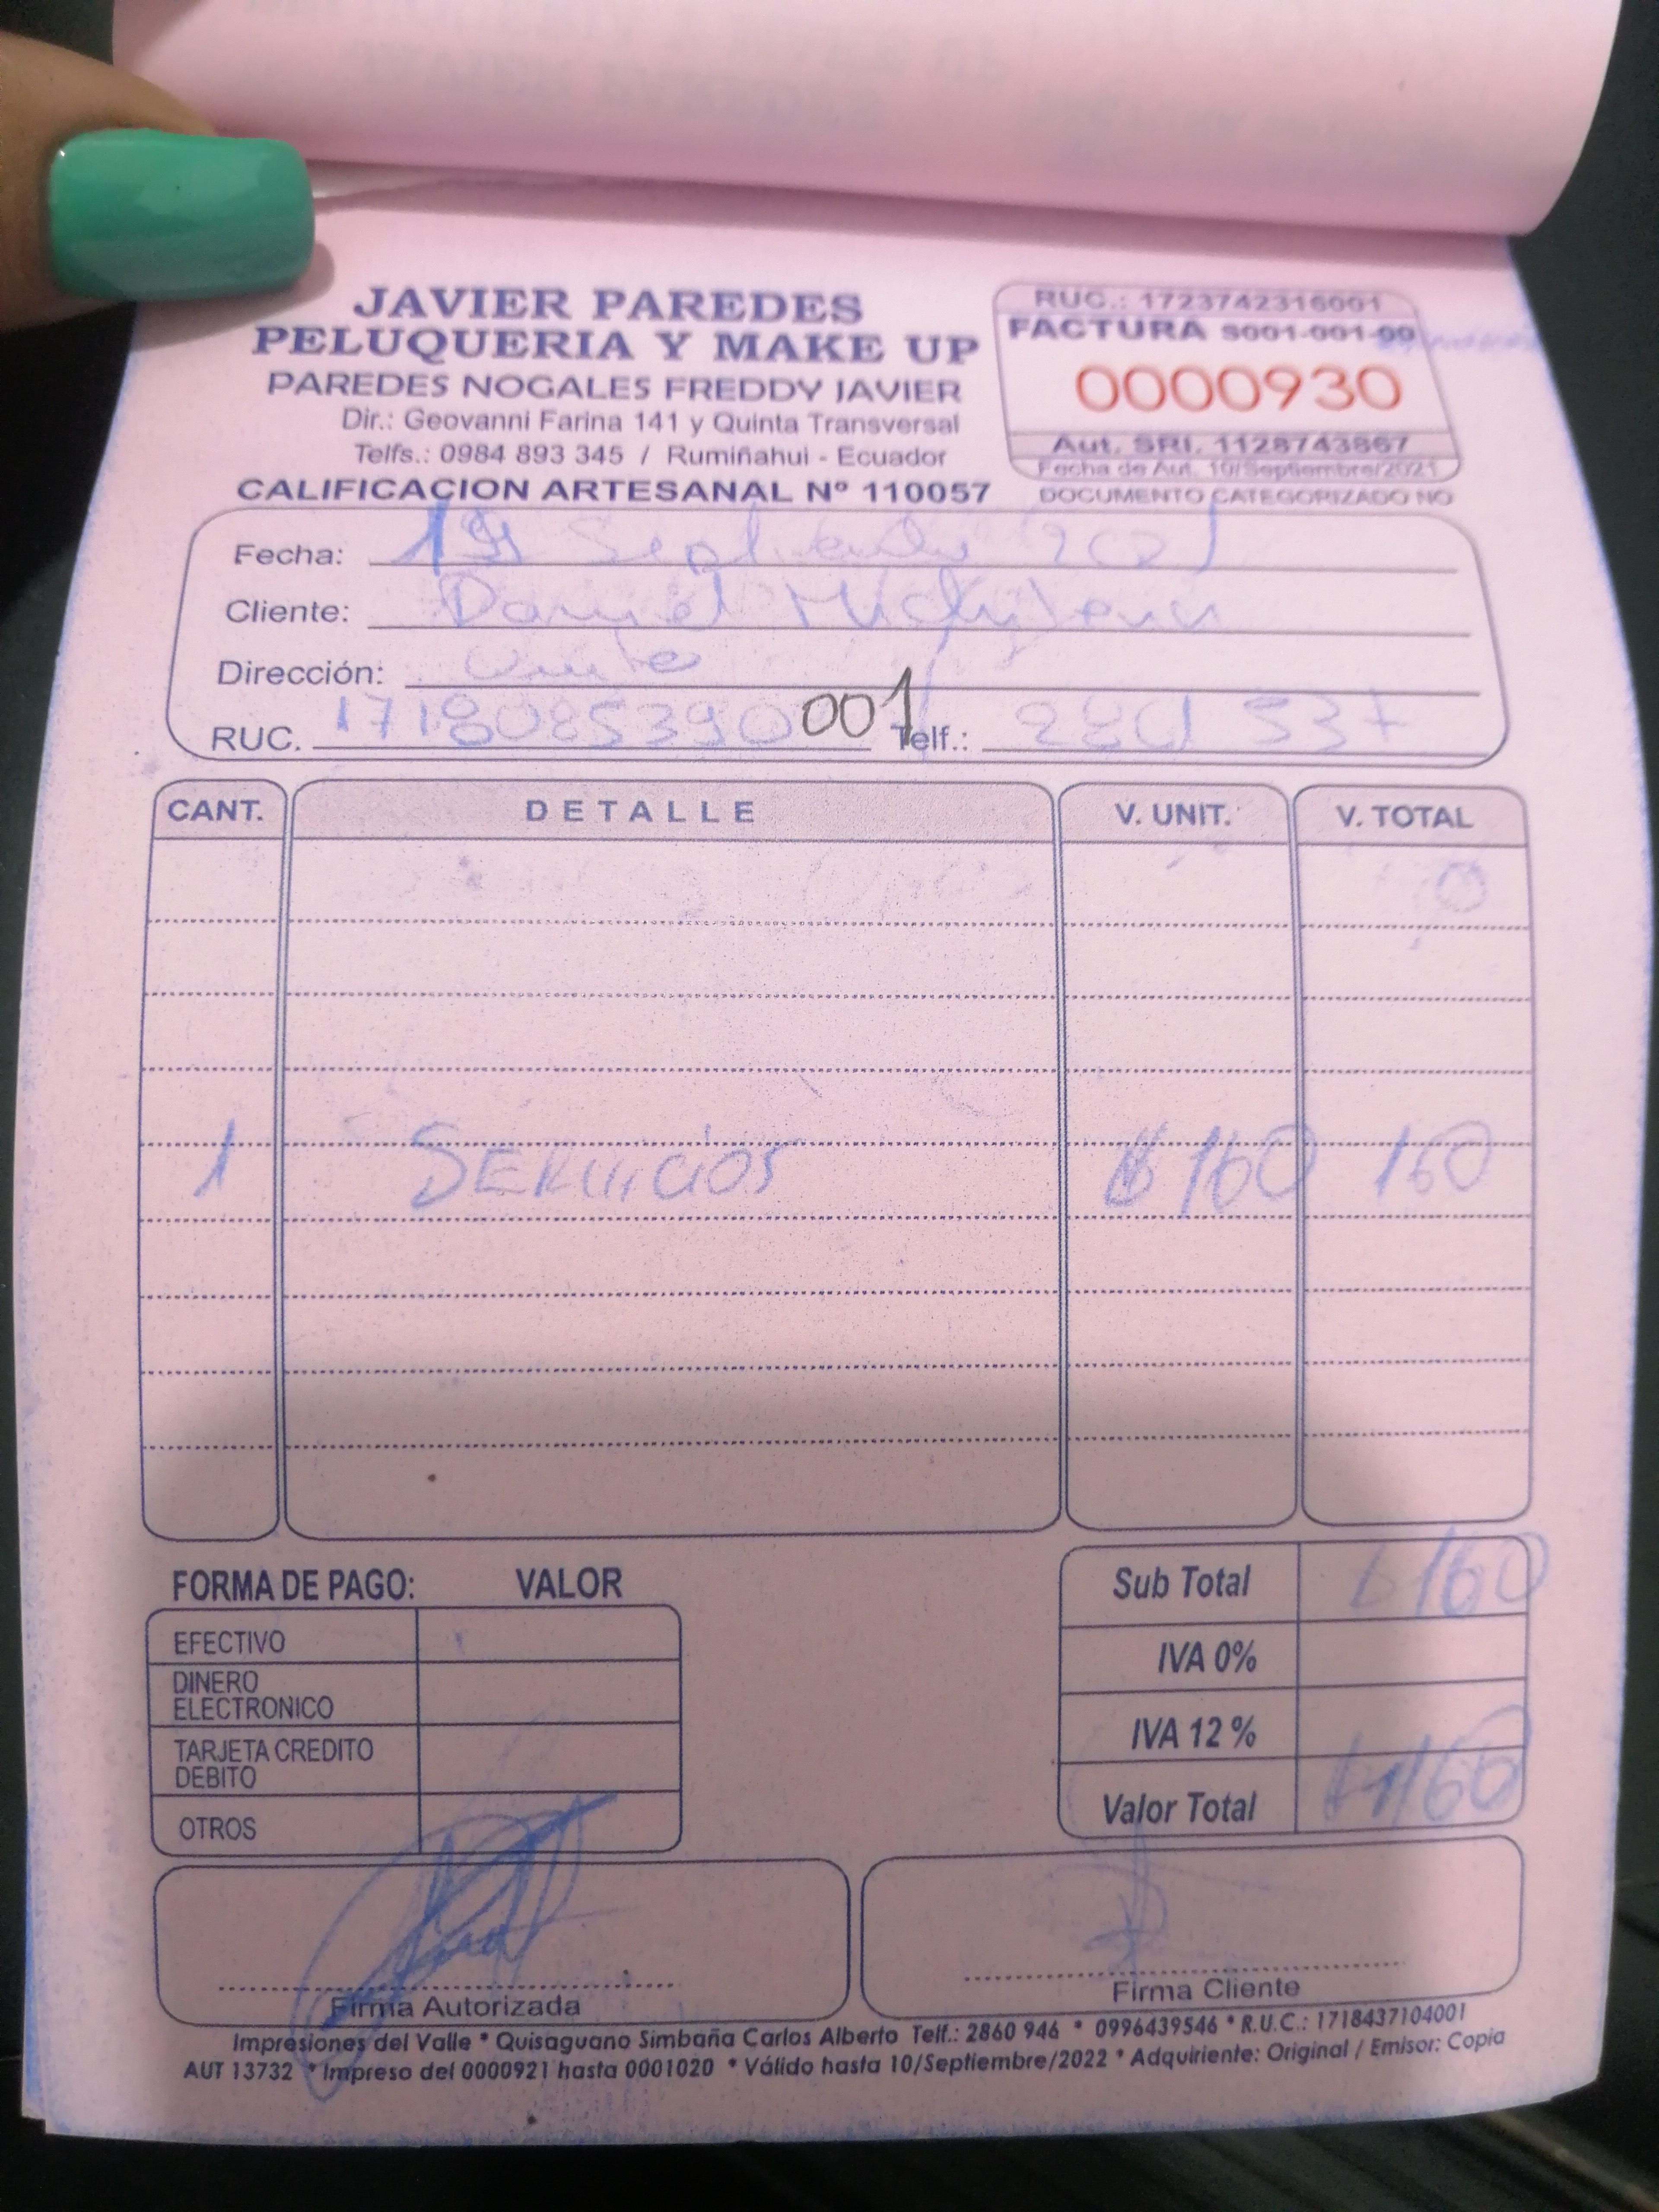 JAVIER PAREDES
PELUQUERIA Y MAKE UP
PAREDES NOGALES FREDDY JAVIER
Dir.: Geovanni Farina 141 y Quinta Transversal
Telfs.: 0984 893 345 / Rumiñahui - Ecuador
CALIFICACION ARTESANAL Nº 110057
RUC.: 1723742316001
FACTURA S001-001-00
0000930
Aut. SRI. 1128743867
Fecha de Aut. 10/Septiembre/2021
DOCUMENTO CATEGORIZADO NO
Fecha: Septiembre 2021
Cliente: Daniel
Dirección: Quito
RUC. 1718085390001 Telf.: 537
CANT. DETALLE V. UNIT. V. TOTAL
1 SERVICIOS $ 160 160
FORMA DE PAGO: VALOR
EFECTIVO
DINERO ELECTRONICO
TARJETA CREDITO DEBITO
OTROS
Sub Total $160
IVA 0%
IVA 12 %
Valor Total $160
Firma Autorizada
Firma Cliente
Impresiones del Valle * Quisaguano Simbaña Carlos Alberto Telf.: 2860 946 * 0996439546 * R.U.C.: 1718437104001
AUT 13732 * Impreso del 0000921 hasta 0001020 * Válido hasta 10/Septiembre/2022 * Adquiriente: Original / Emisor: Copia